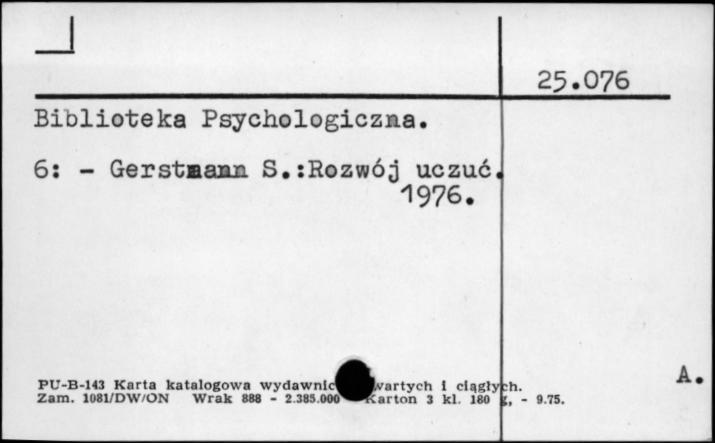 25.076
Biblioteka Psychologiczna.
6: - Gerstmann S.:Rozwój uczuć.
1976.
A.
PU-B-143 Karta katalogowa wydawnic wartych i ciągłych.
Zam. 1081/DW/ON Wrak 888 - 2.385.000 Karton 3 kl. 180 g, - 9.75.